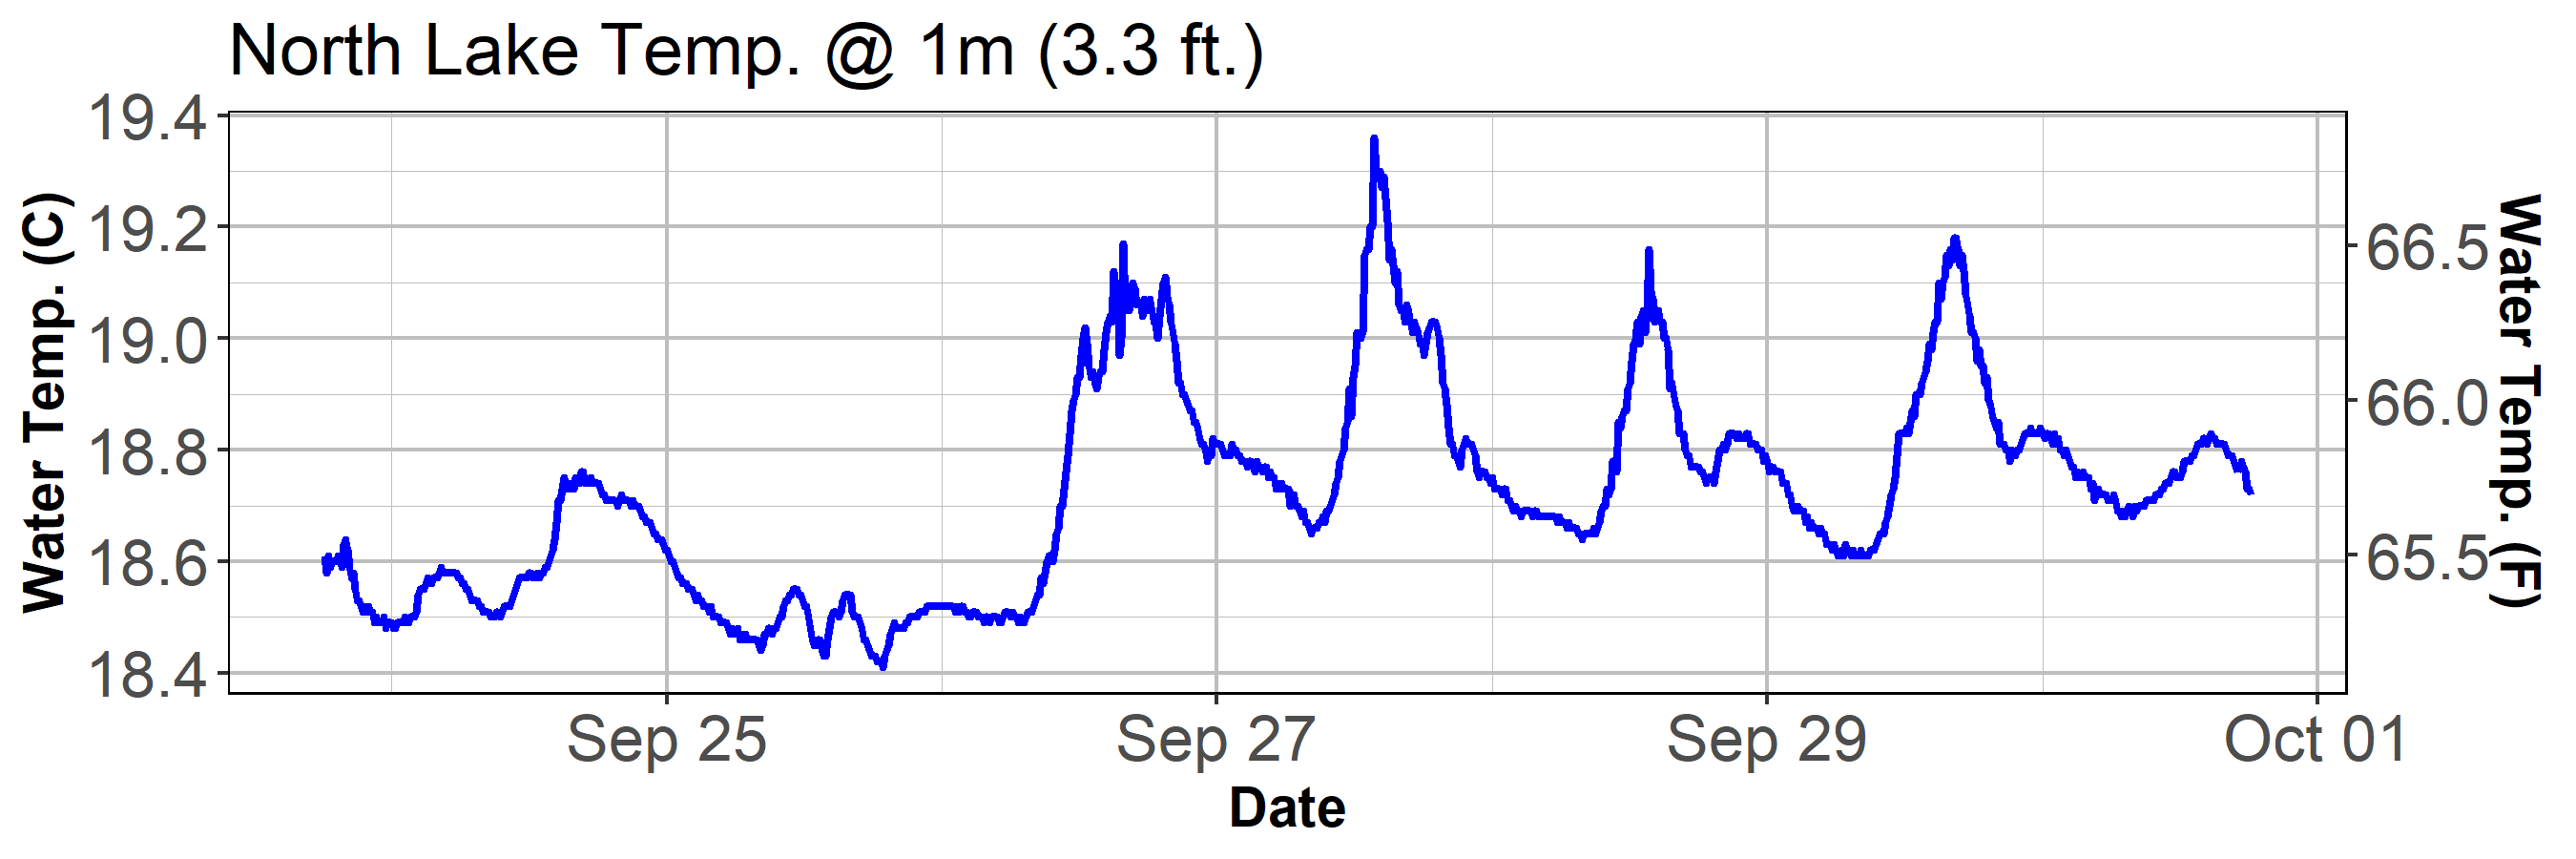 North Lake Temp. @ 1m (3.3 ft.)
Water Temp. (C)
19.4
19.2
19.0
18.8
18.6
18.4
66.5
66.0
65.5
Water Temp. (F)
Sep 25
Sep 27
Sep 29
Oct 01
Date